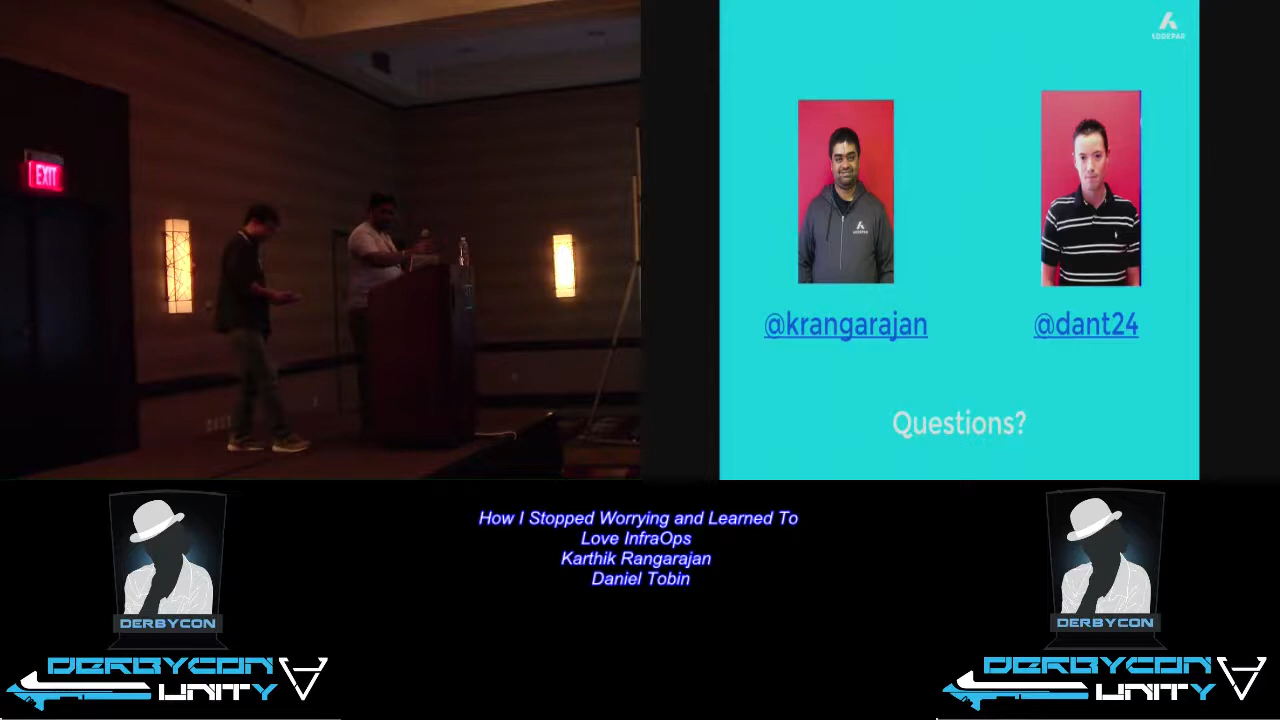 EXIT
ADDEPAR
@krangarajan
@dant24
Questions?
How I Stopped Worrying and Learned To
Love InfraOps
Karthik Rangarajan
Daniel Tobin
DERBYCON
DERBYCON
DERBYCON
UNITY
DERBYCON
UNITY